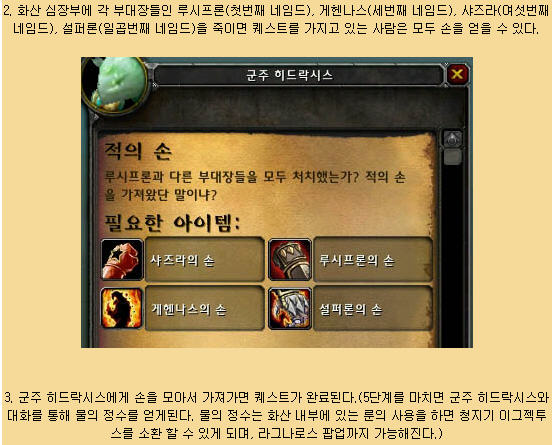 2. 화산 심장부에 각 부대장들인 루시프론(첫번째 네임드), 게헨나스(세번째 네임드), 샤즈라(여섯번째
네임드), 설퍼론(일곱번째 네임드)을 죽이면 퀘스트를 가지고 있는 사람은 모두 손을 얻을 수 있다.
군주 히드락시스
적의 손
루시프론과 다른 부대장들을 모두 처치했는가? 적의 손
을 가져왔단 말이냐?
필요한 아이템:
샤즈라의 손
루시프론의 손
게헨나스의 손
설퍼론의 손
3. 군주 히드락시스에게 손을 모아서 가져가면 퀘스트가 완료된다.(5단계를 마치면 군주 히드락시스와
대화를 통해 물의 정수를 얻게된다. 물의 정수는 화산 내부에 있는 룬의 사용을 하면 청지기 이그젝투
스를 소환 할 수 있게 되며, 라그나로스 팝업까지 가능해진다.)